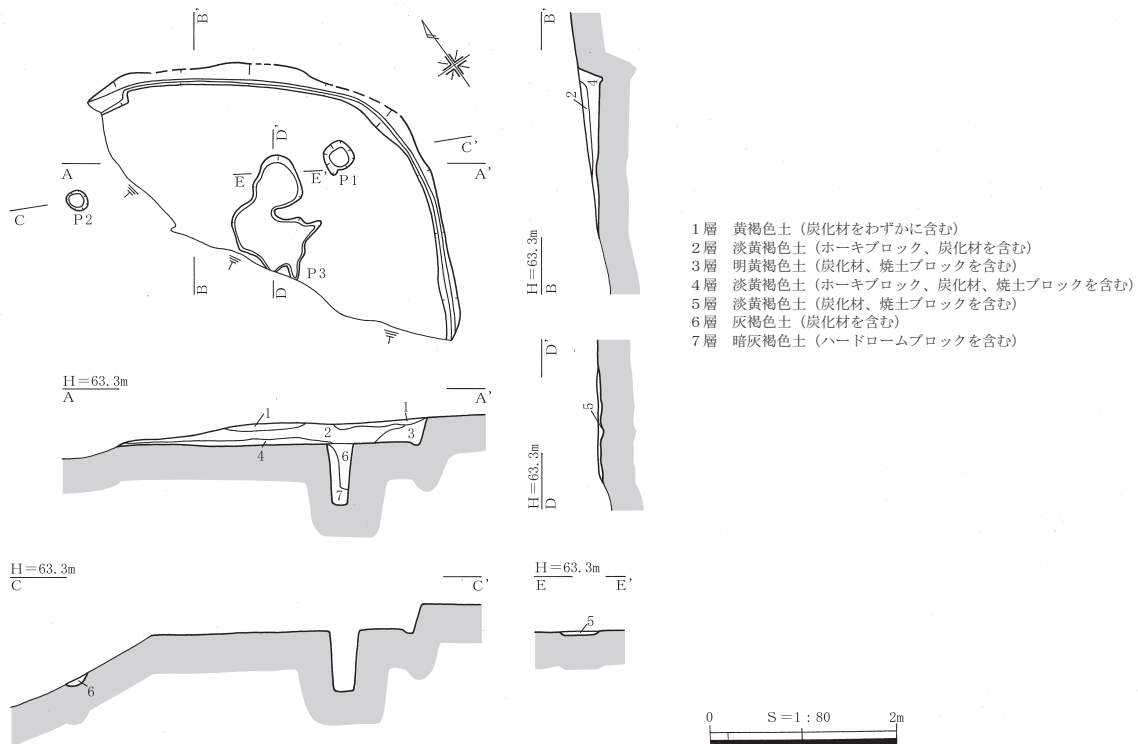 B'
D'
C'
A
E
E'
P1
A'
C
P2
P3
B
D
H=63.3m
A
A'
1
1
2
3
4
6
7
H=63.3m
C
C'
6
B'
4
2
H=63.3m
B
D'
5
H=63.3m
D
H=63.3m
E
E'
5
1層 黄褐色土（炭化材をわずかに含む）
2層 淡黄褐色土（ホーキブロック、炭化材を含む）
3層 明黄褐色土（炭化材、焼土ブロックを含む）
4層 淡黄褐色土（ホーキブロック、炭化材、焼土ブロックを含む）
5層 淡黄褐色土（炭化材、焼土ブロックを含む）
6層 灰褐色土（炭化材を含む）
7層 暗灰褐色土（ハードロームブロックを含む）
0 S=1:80 2m